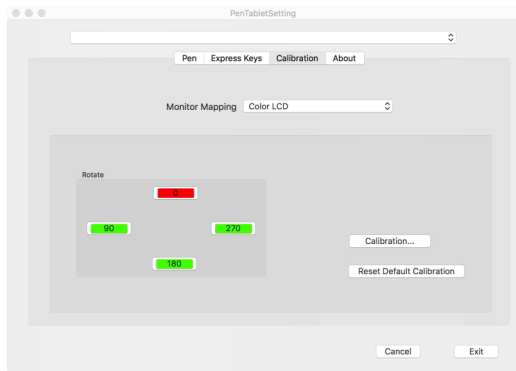 PenTabletSetting
Pen Express Keys Calibration About
Monitor Mapping Color LCD
Rotate
0
90 270
180
Calibration...
Reset Default Calibration
Cancel Exit